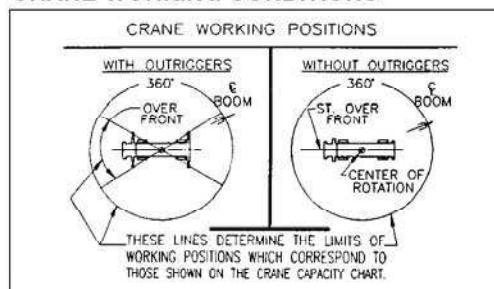 CRANE WORKING POSITIONS
WITH OUTRIGGERS
360°
℄
BOOM
OVER
FRONT
WITHOUT OUTRIGGERS
360°
℄
BOOM
ST. OVER
FRONT
CENTER OF
ROTATION
THESE LINES DETERMINE THE LIMITS OF
WORKING POSITIONS WHICH CORRESPOND TO
THOSE SHOWN ON THE CRANE CAPACITY CHART.